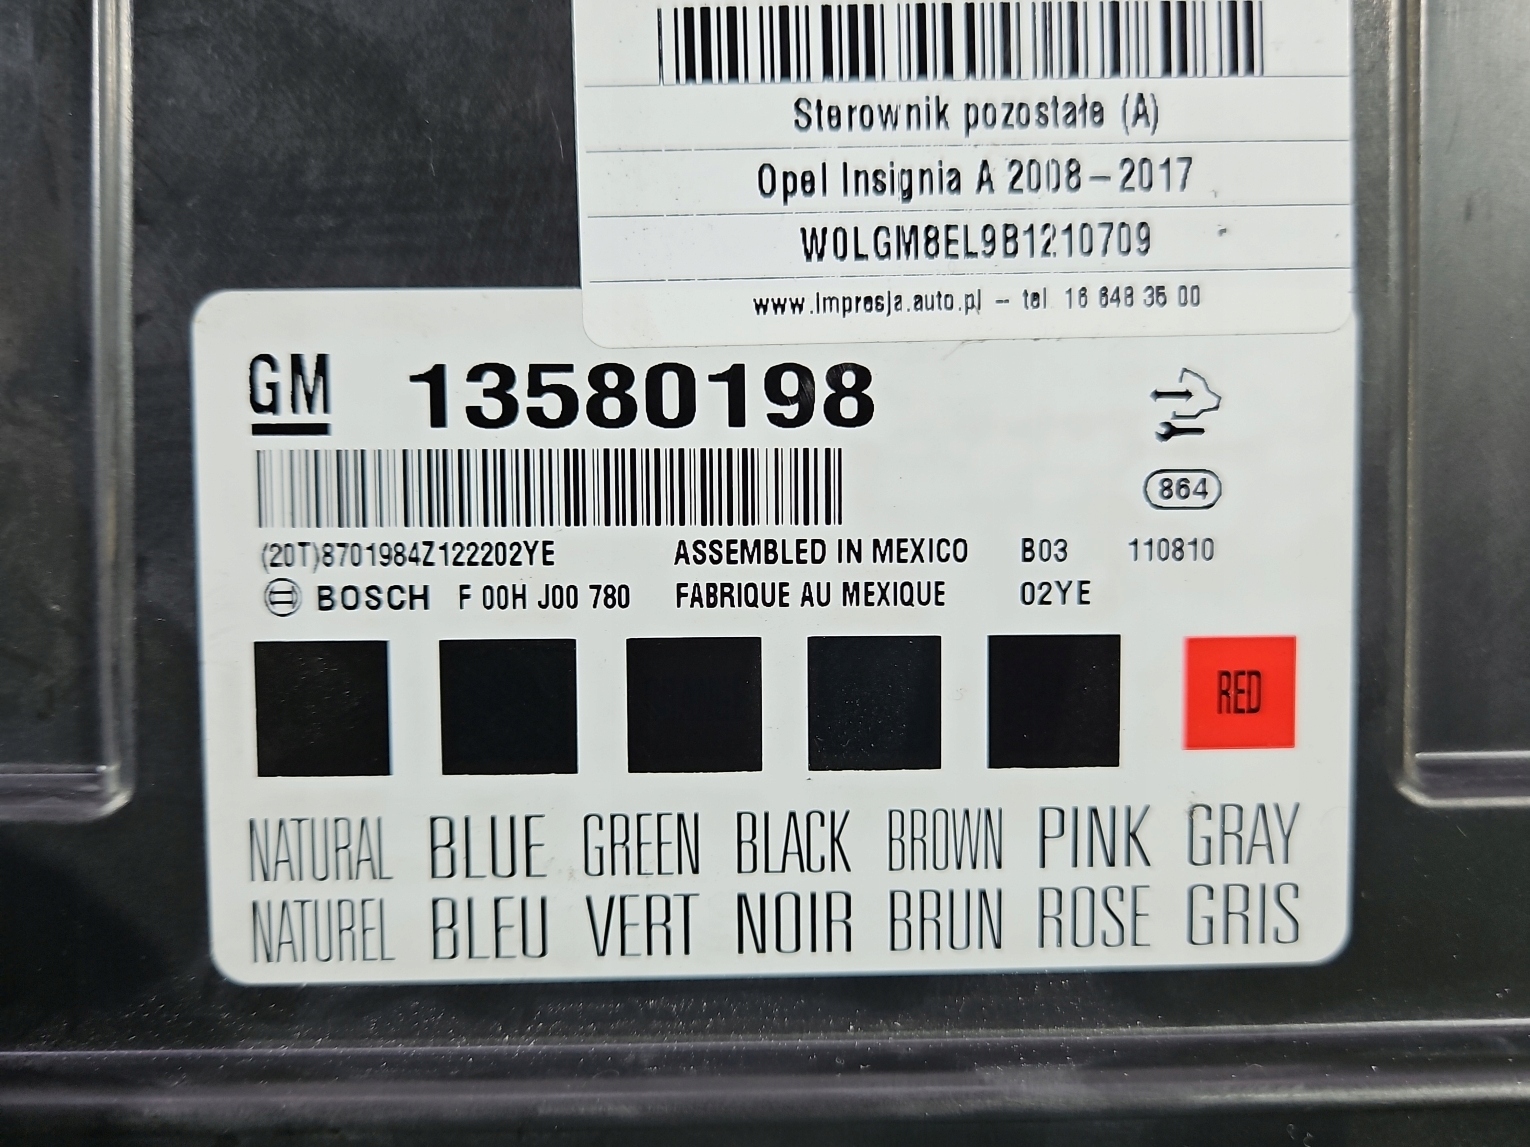 Sterownik pozostałe (A)
Opel Insignia A 2008-2017
W0LGM8EL9B1210709
www.impresja.auto.pl - tel 16 648 35 00
GM 13580198
864
(20T)8701984Z122202YE ASSEMBLED IN MEXICO B03 110810
BOSCH F 00H J00 780 FABRIQUE AU MEXIQUE 02YE
RED
NATURAL BLUE GREEN BLACK BROWN PINK GRAY
NATUREL BLEU VERT NOIR BRUN ROSE GRIS